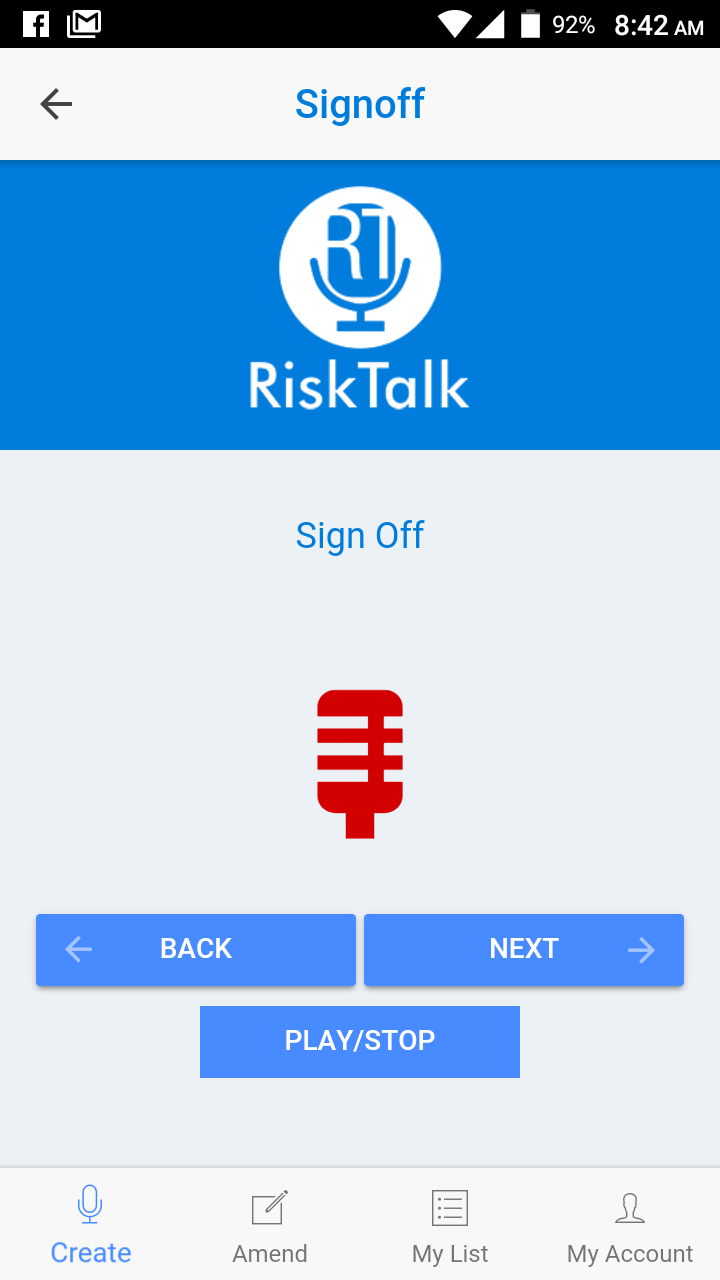 92% 8:42 AM
Signoff
RT
RiskTalk
Sign Off
BACK NEXT
PLAY/STOP
Create Amend My List My Account